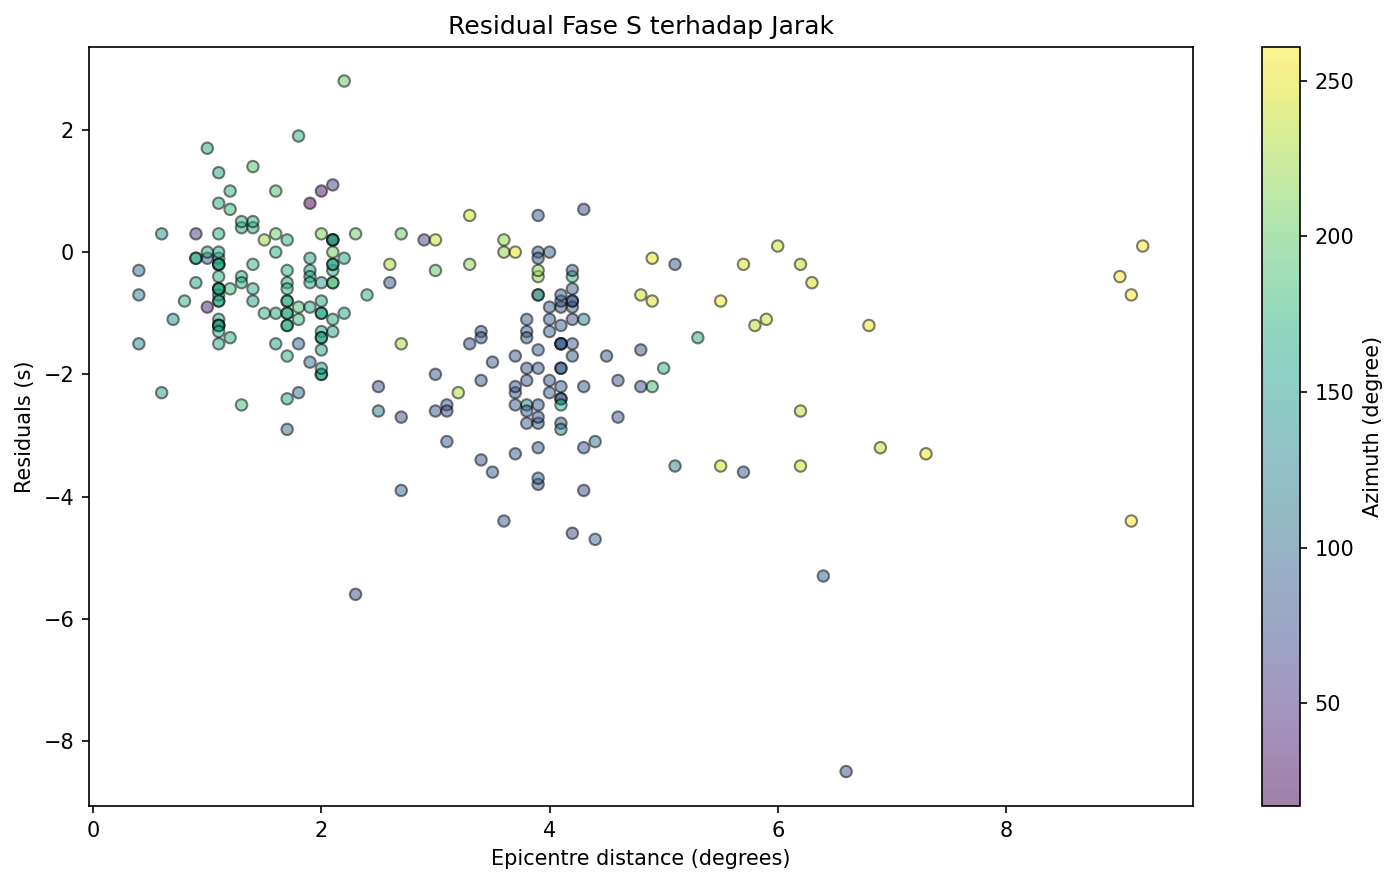 Residual Fase S terhadap Jarak
Residuals (s)
2
0
−2
−4
−6
−8
0 2 4 6 8
Epicentre distance (degrees)
250
200
150
100
50
Azimuth (degree)